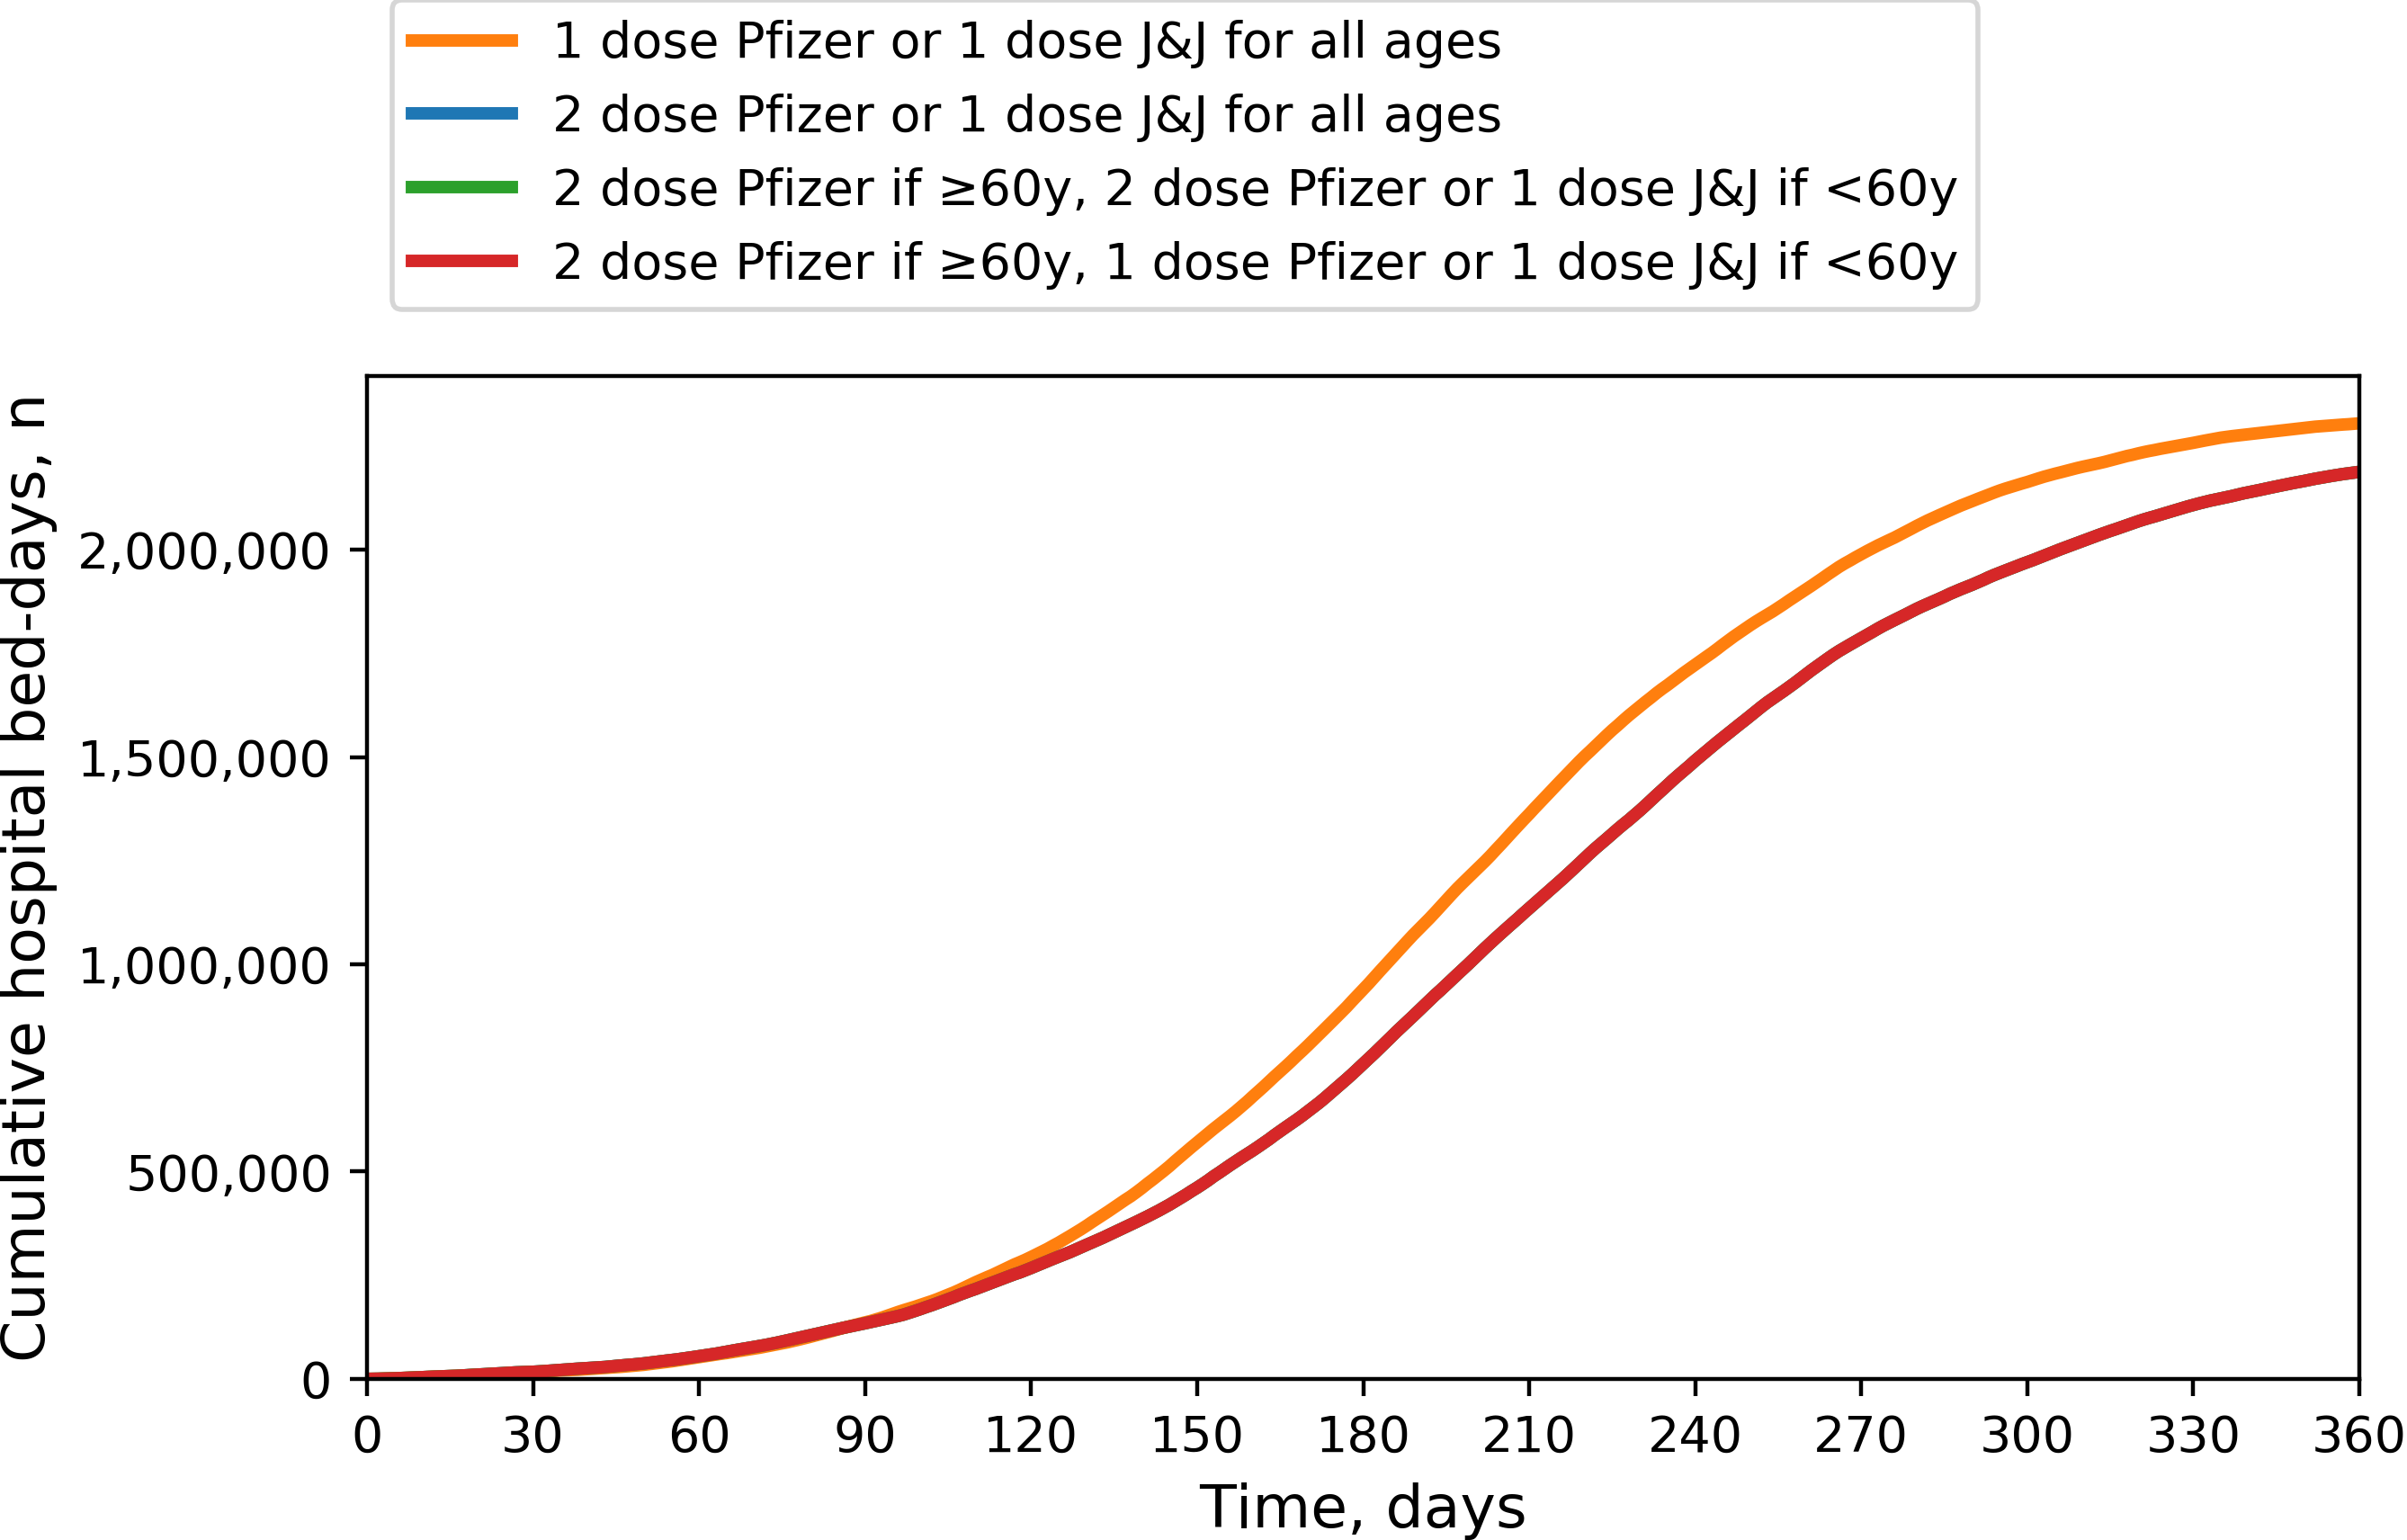 1 dose Pfizer or 1 dose J&J for all ages
2 dose Pfizer or 1 dose J&J for all ages
2 dose Pfizer if ≥60y, 2 dose Pfizer or 1 dose J&J if <60y
2 dose Pfizer if ≥60y, 1 dose Pfizer or 1 dose J&J if <60y
Cumulative hospital bed-days, n
2,000,000
1,500,000
1,000,000
500,000
0
0 30 60 90 120 150 180 210 240 270 300 330 360
Time, days